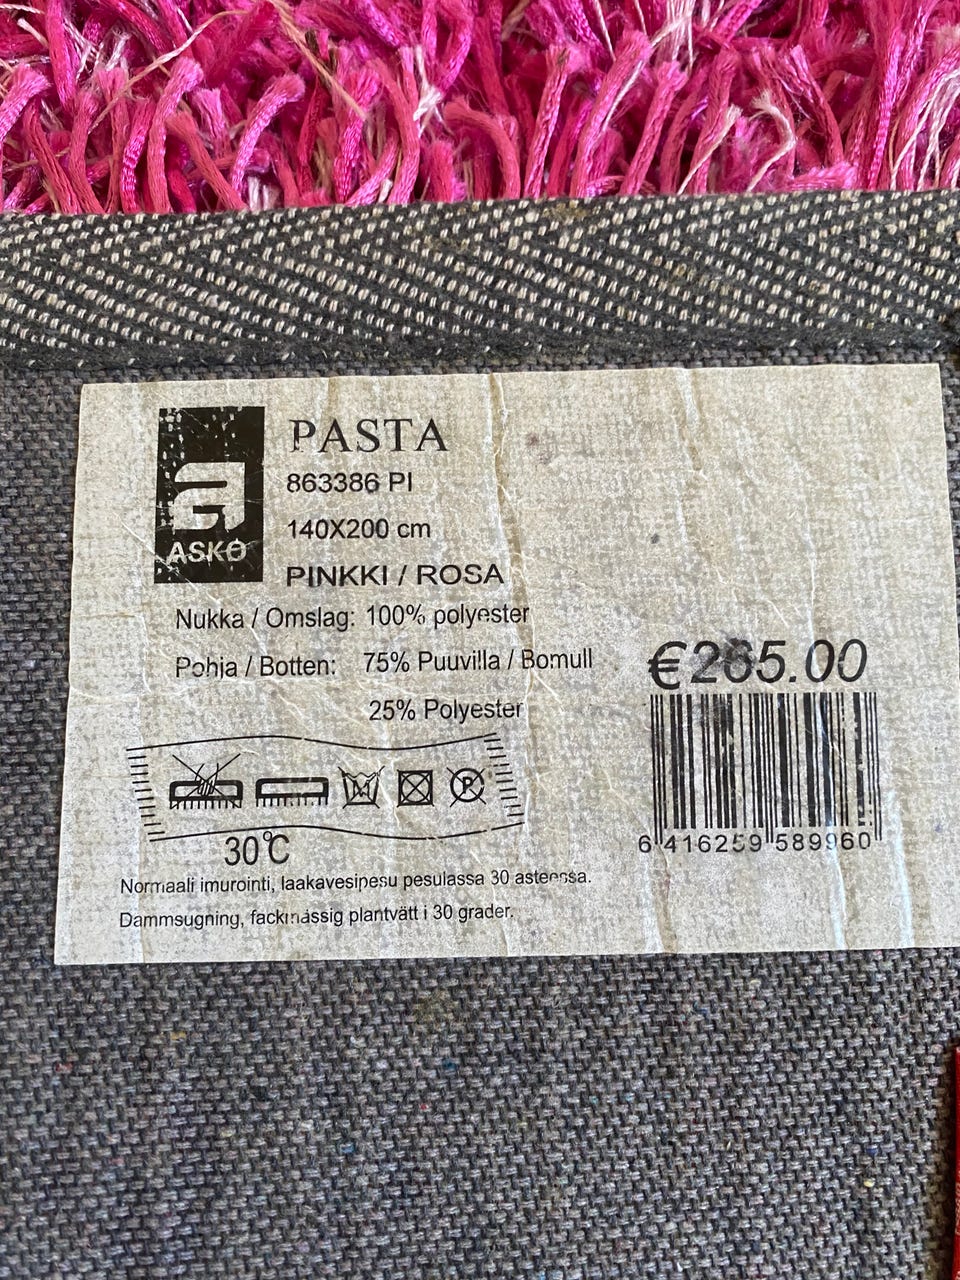 PASTA
863386 PI
140X200 cm
ASKO
PINKKI / ROSA
Nukka / Omslag: 100% polyester
Pohja / Botten: 75% Puuvilla / Bomull
25% Polyester
€265.00
P
6 416259 589960
30℃
Normaali imurointi, laakavesipesu pesulassa 30 asteessa.
Dammsugning, fackmässig plantvätt i 30 grader.